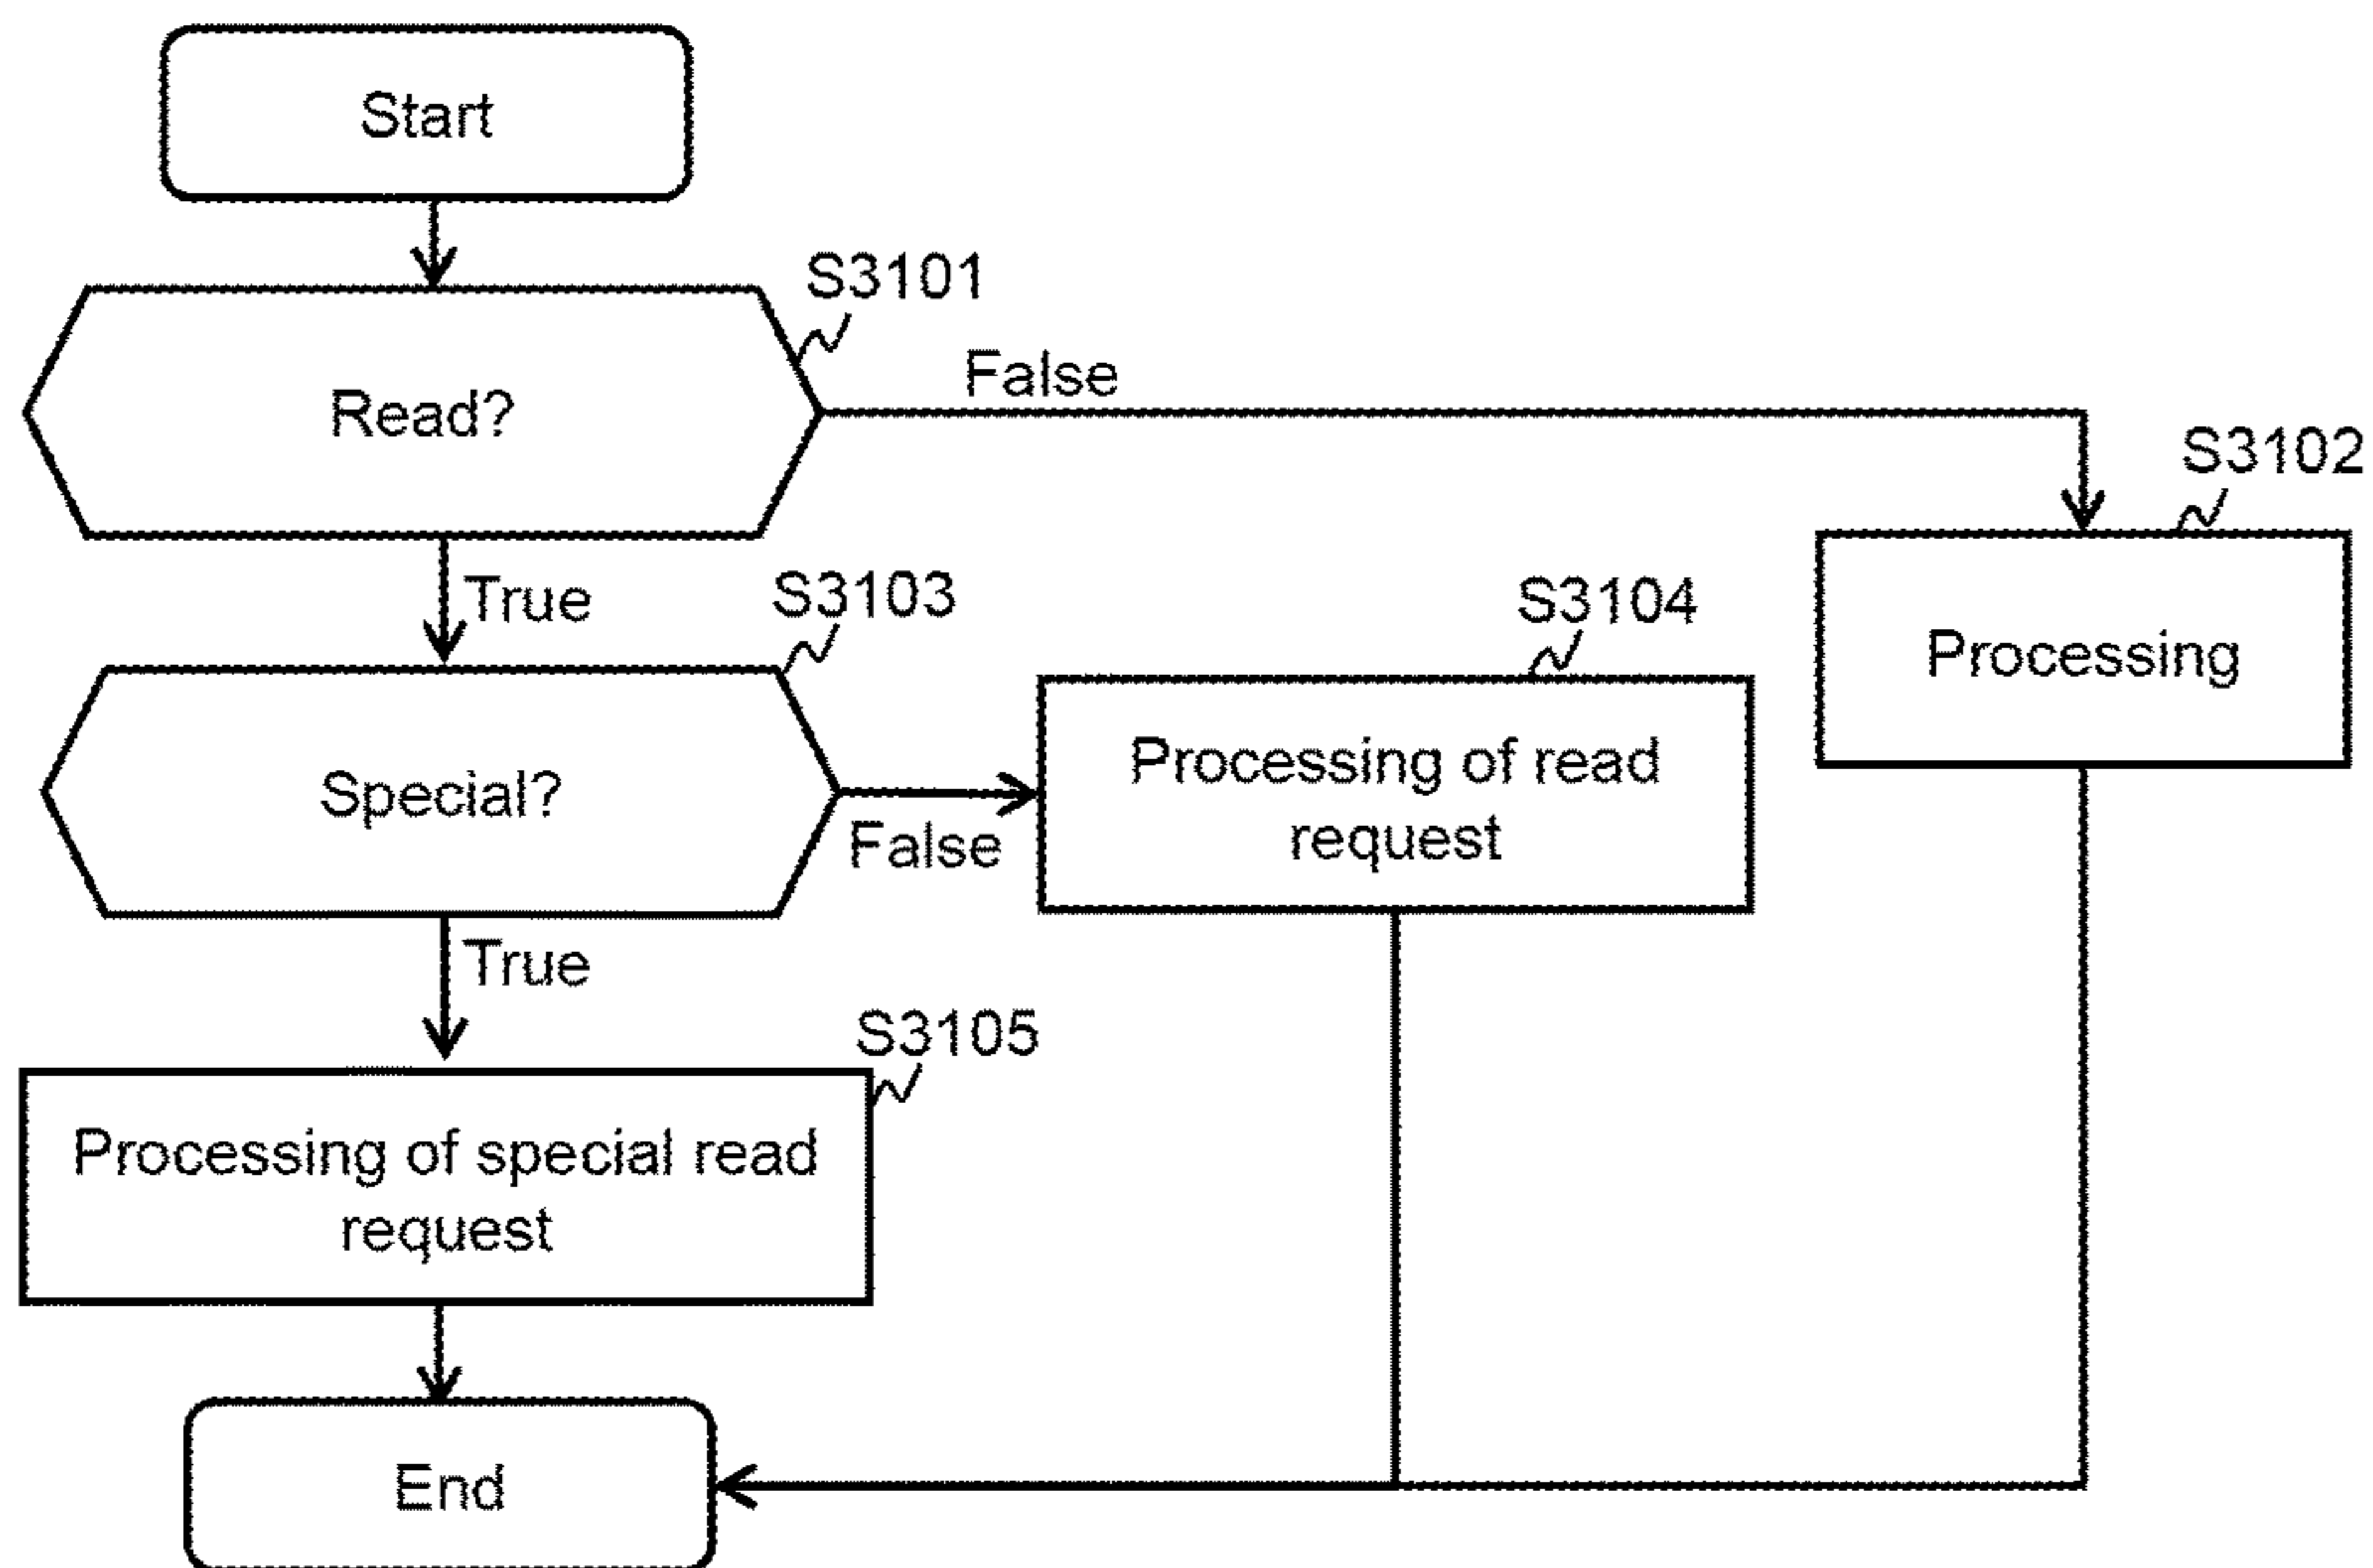 Start
S3101
Read?
False
S3102
Processing
True
S3103
Special?
False
S3104
Processing of read
request
True
S3105
Processing of special read
request
End